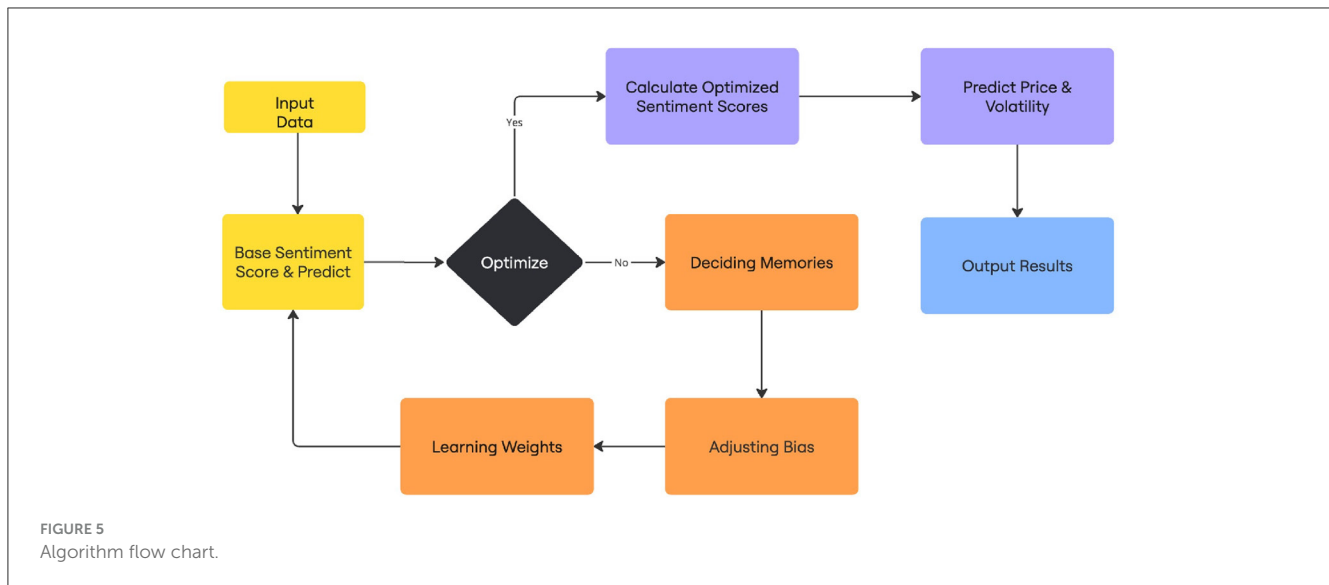 Input
Data
Calculate Optimized
Sentiment Scores
Predict Price &
Volatility
Yes
Base Sentiment
Score & Predict
Optimize
No
Deciding Memories
Output Results
Learning Weights
Adjusting Bias
FIGURE 5
Algorithm flow chart.